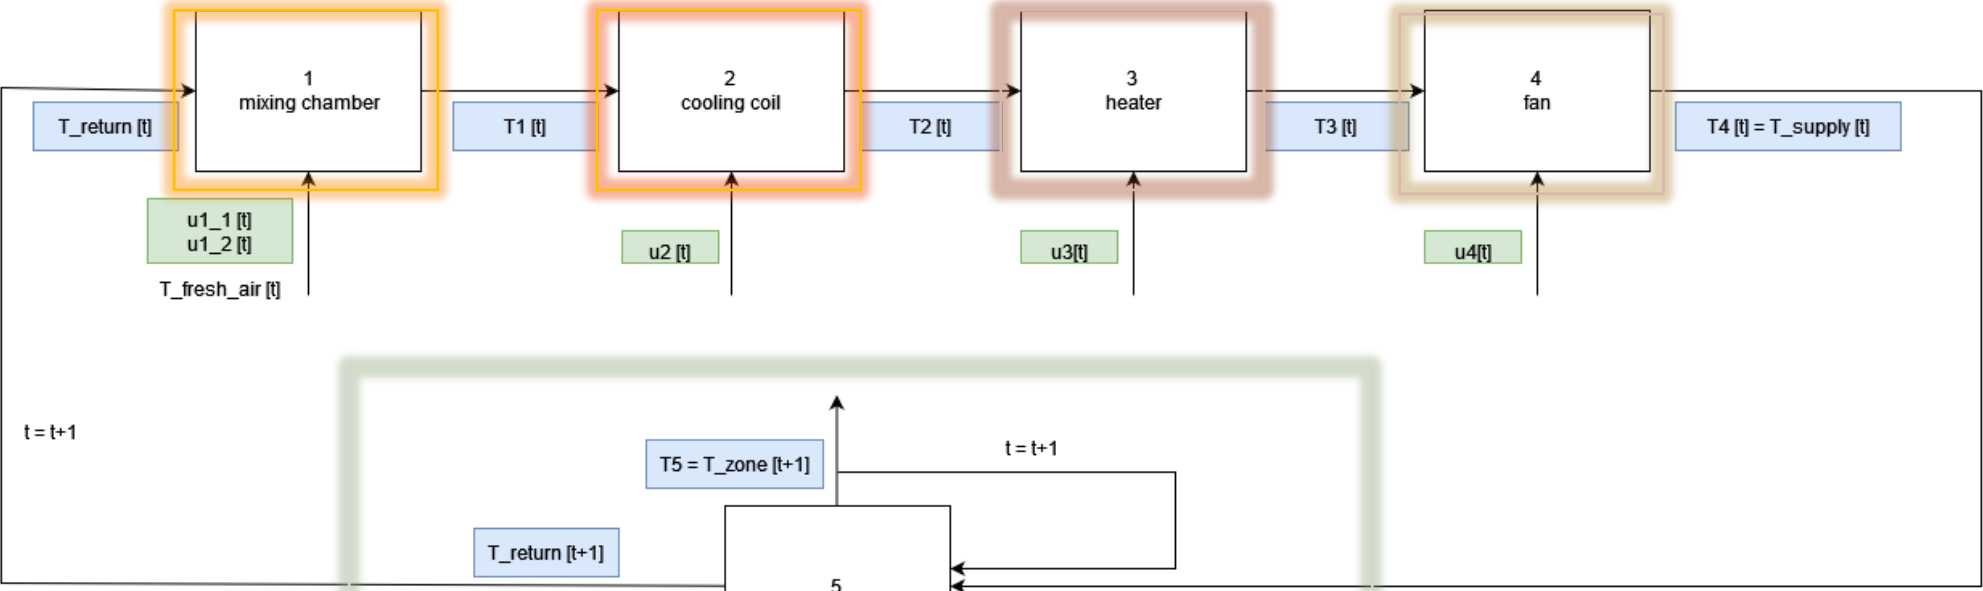 1
mixing chamber
2
cooling coil
3
heater
4
fan
T_return [t]
T1 [t]
T2 [t]
T3 [t]
T4 [t] = T_supply [t]
u1_1 [t]
u1_2 [t]
u2 [t]
u3[t]
u4[t]
T_fresh_air [t]
t = t+1
t = t+1
T5 = T_zone [t+1]
T_return [t+1]
5